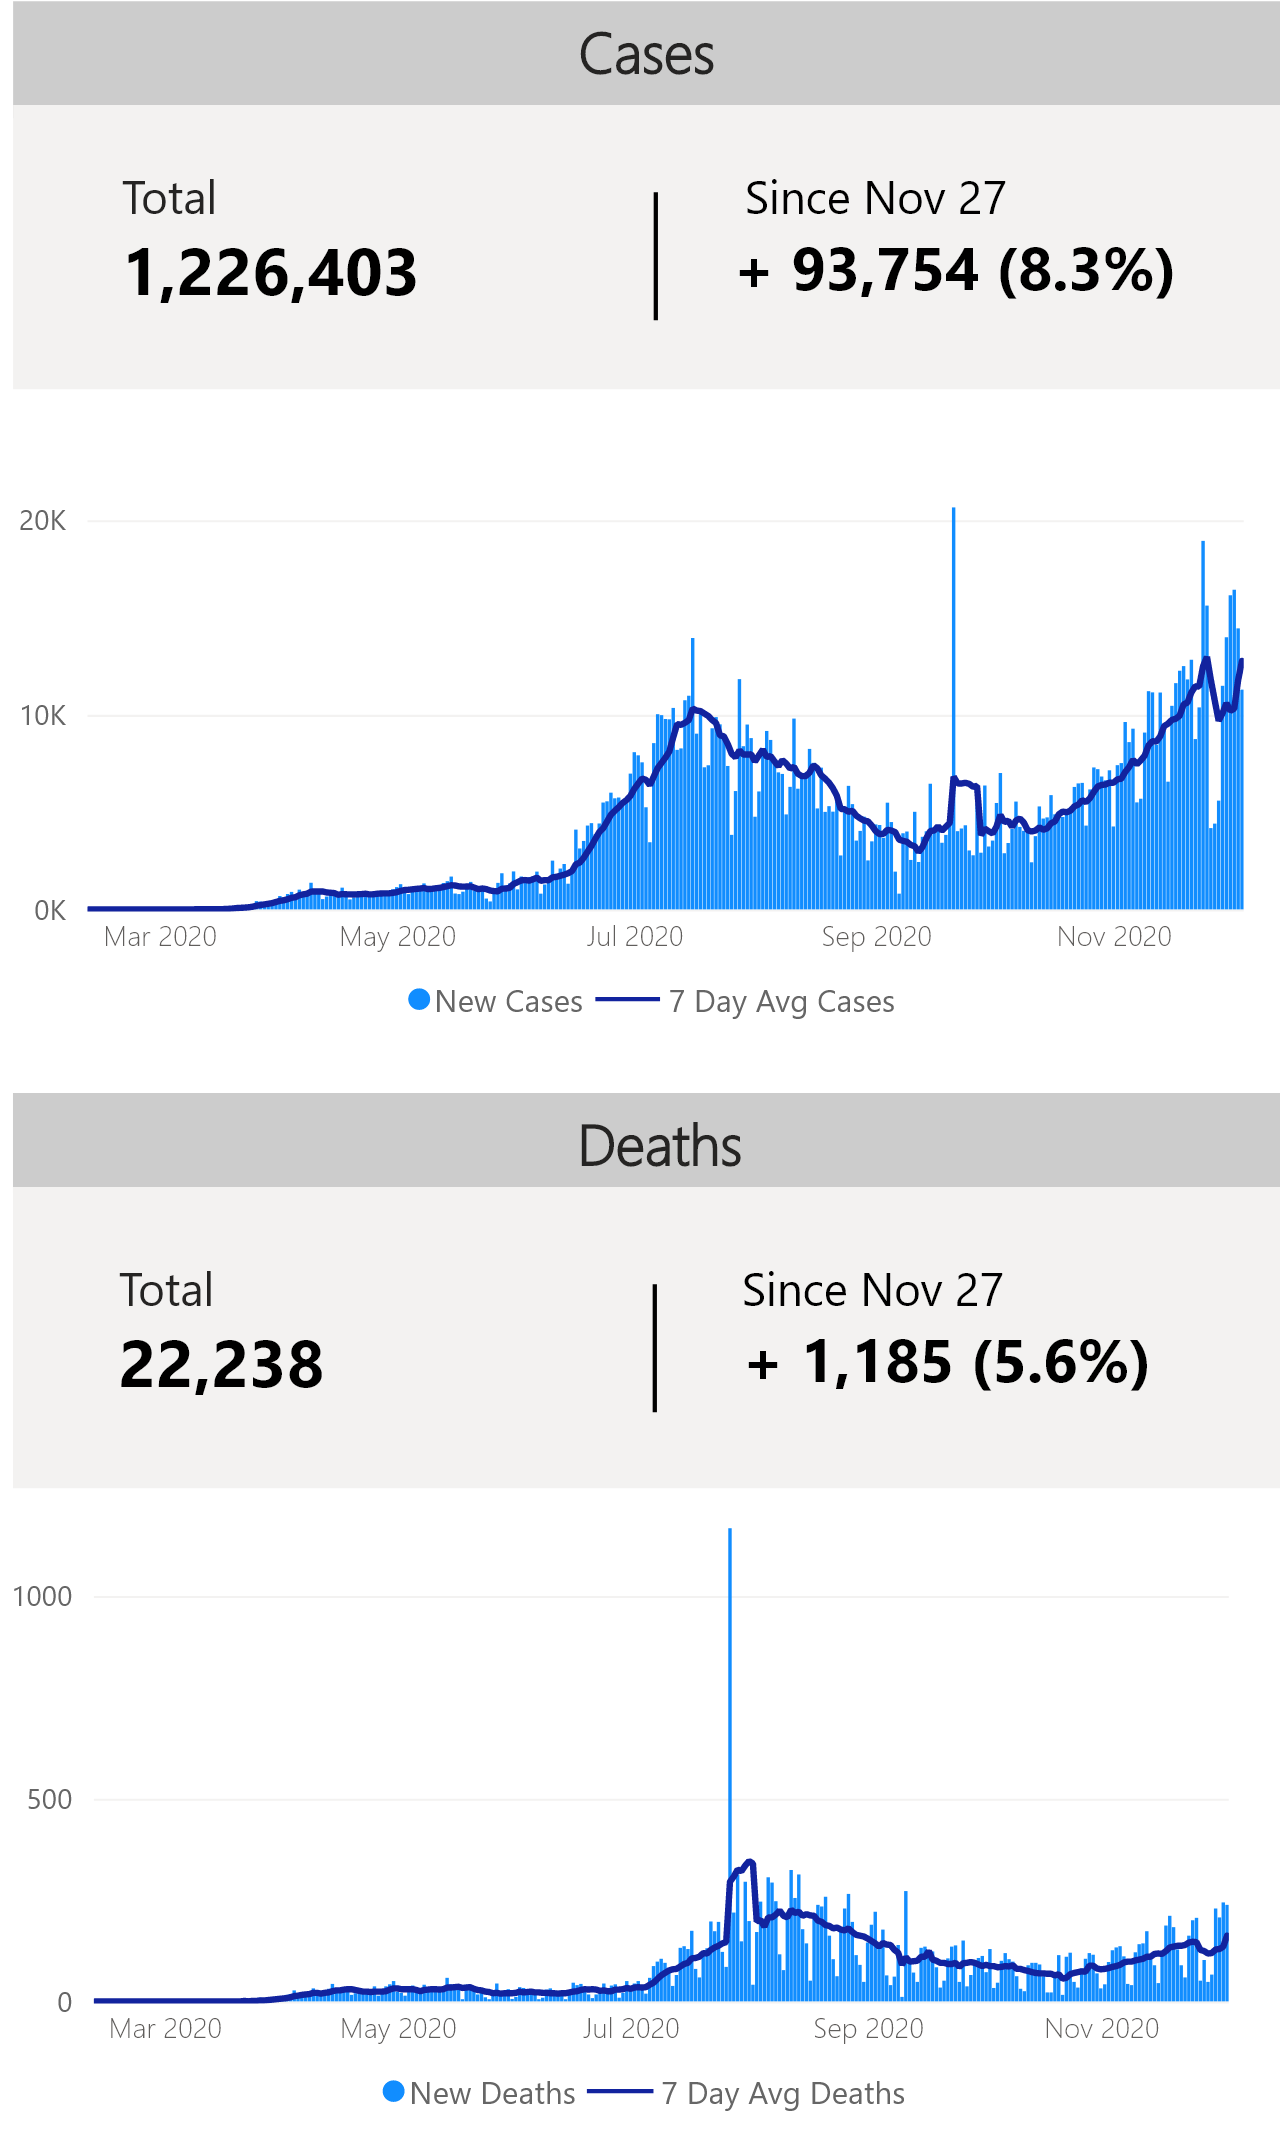 Cases
Total
Since Nov 27
1,226,403
+ 93,754 (8.3%)
20K
10K
0K
Mar 2020
May 2020
Jul 2020
Sep 2020
Nov 2020
New Cases
7 Day Avg Cases
Deaths
Total
Since Nov 27
22,238
+ 1,185 (5.6%)
1000
500
0
Mar 2020
May 2020
Jul 2020
Sep 2020
Nov 2020
New Deaths
7 Day Avg Deaths